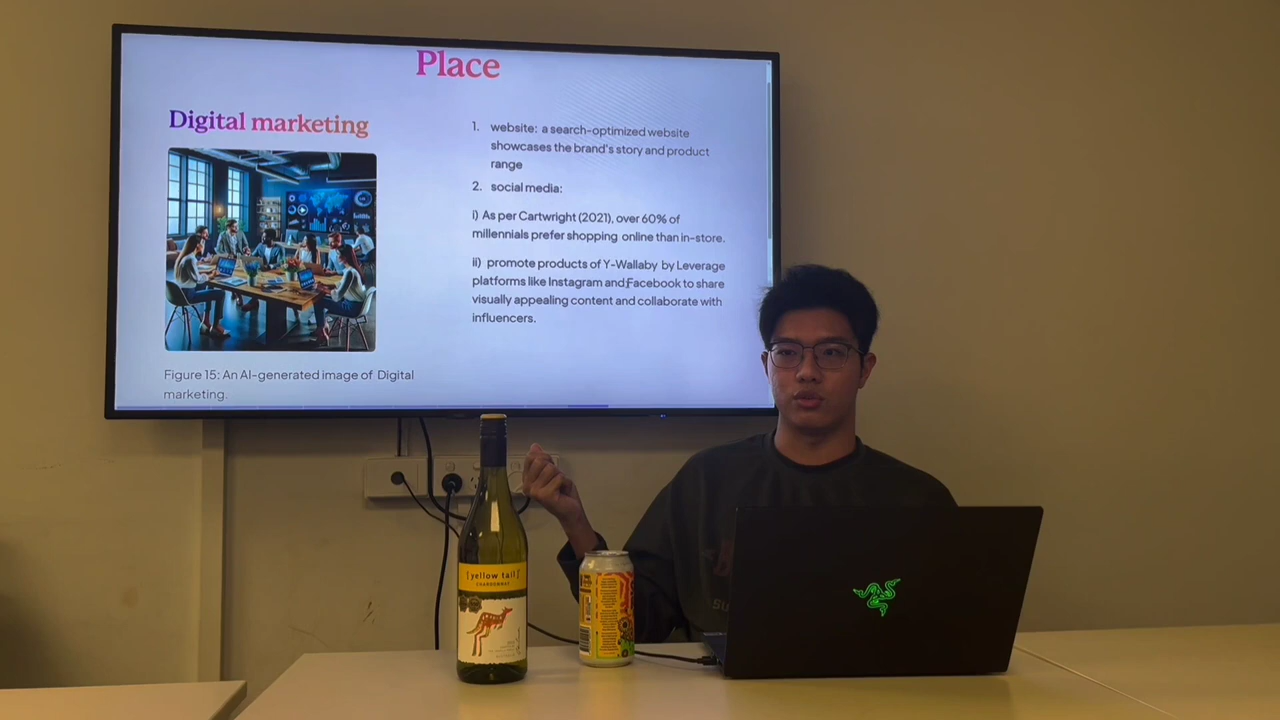 Place
Digital marketing
1. website: a search-optimized website
showcases the brand's story and product
range
2. social media:
i) As per Cartwright (2021), over 60% of
millennials prefer shopping online than in-store.
ii) promote products of Y-Wallaby by Leverage
platforms like Instagram and Facebook to share
visually appealing content and collaborate with
influencers.
Figure 15: An AI-generated image of Digital
marketing.
[yellow tail]
CHARDONNAY